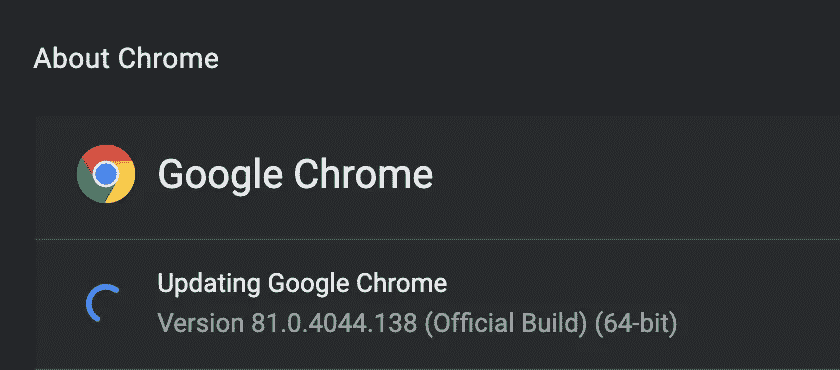 About Chrome
Google Chrome
Updating Google Chrome
Version 81.0.4044.138 (Official Build) (64-bit)